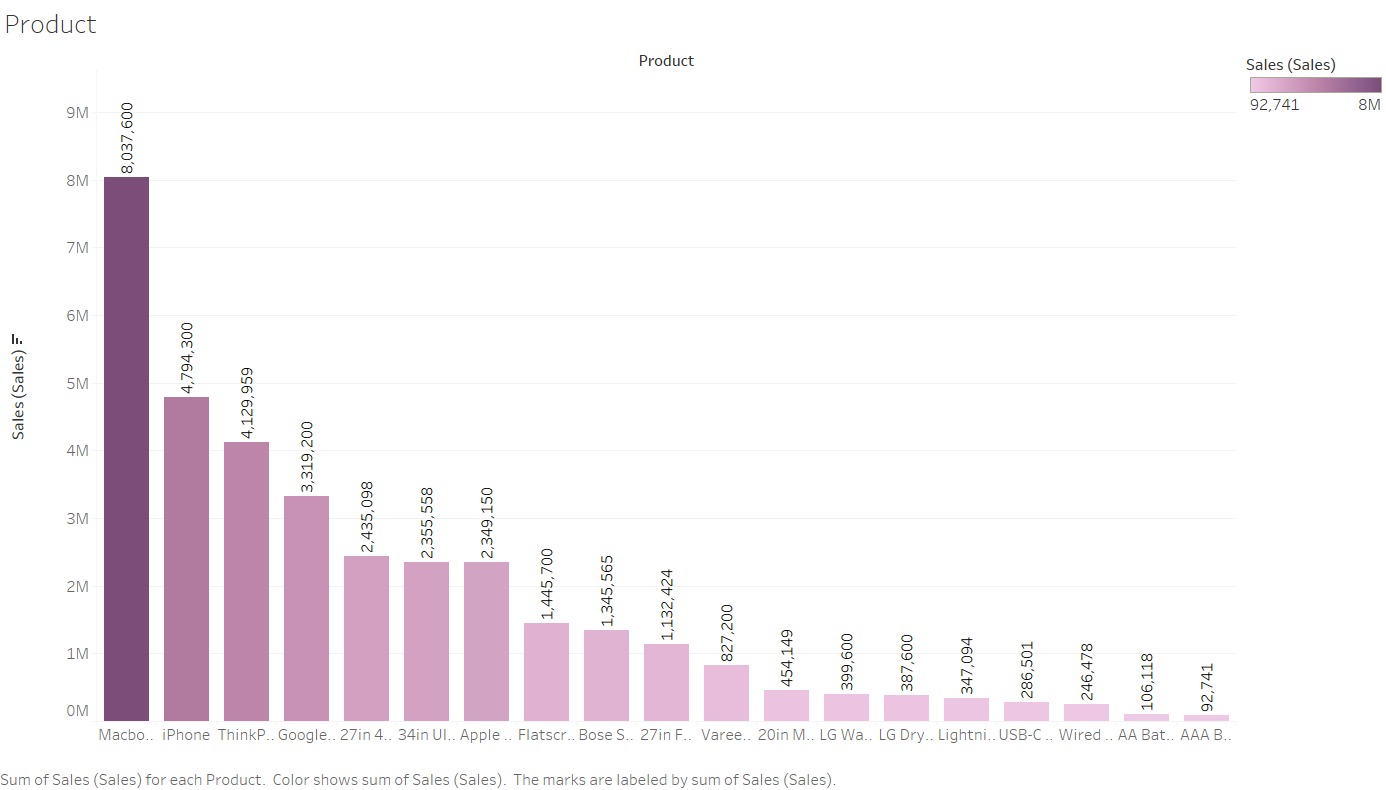 Product
Product
Sales (Sales)
92,741 8M
Sales (Sales)
9M
8M
7M
6M
5M
4M
3M
2M
1M
0M
8,037,600
4,794,300
4,129,959
3,319,200
2,435,098
2,355,558
2,349,150
1,445,700
1,345,565
1,132,424
827,200
454,149
399,600
387,600
347,094
286,501
246,478
106,118
92,741
Macbo.. iPhone ThinkP.. Google.. 27in 4.. 34in Ul.. Apple .. Flatscr.. Bose S.. 27in F.. Varee.. 20in M.. LG Wa.. LG Dry.. Lightni.. USB-C .. Wired .. AA Bat.. AAA B..
Sum of Sales (Sales) for each Product.  Color shows sum of Sales (Sales).  The marks are labeled by sum of Sales (Sales).